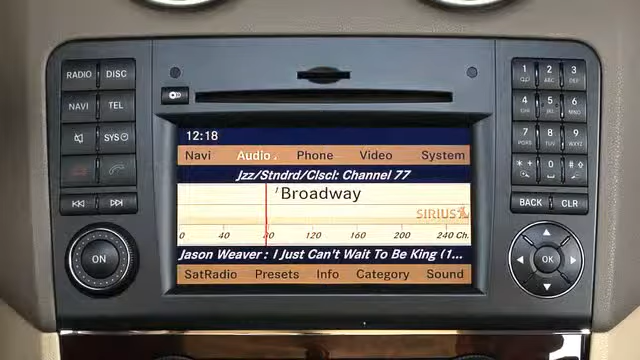 RADIO DISC
NAVI TEL
SYS
ON
12:18
Navi Audio Phone Video System
Jzz/Stndrd/Clscl: Channel 77
Broadway
SIRIUS
0 40 80 120 160 200 240 Ch.
Jason Weaver : I Just Can't Wait To Be King (1...
SatRadio Presets Info Category Sound
1 2 ABC 3 DEF
4 GHI 5 JKL 6 MNO
7 PQRS 8 TUV 9 WXYZ
* 0 #
BACK CLR
OK